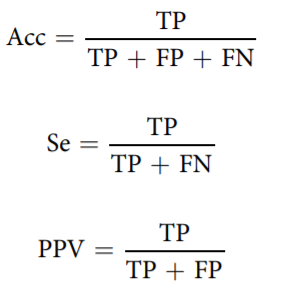 Acc = TP / TP + FP + FN
Se = TP / TP + FN
PPV = TP / TP + FP